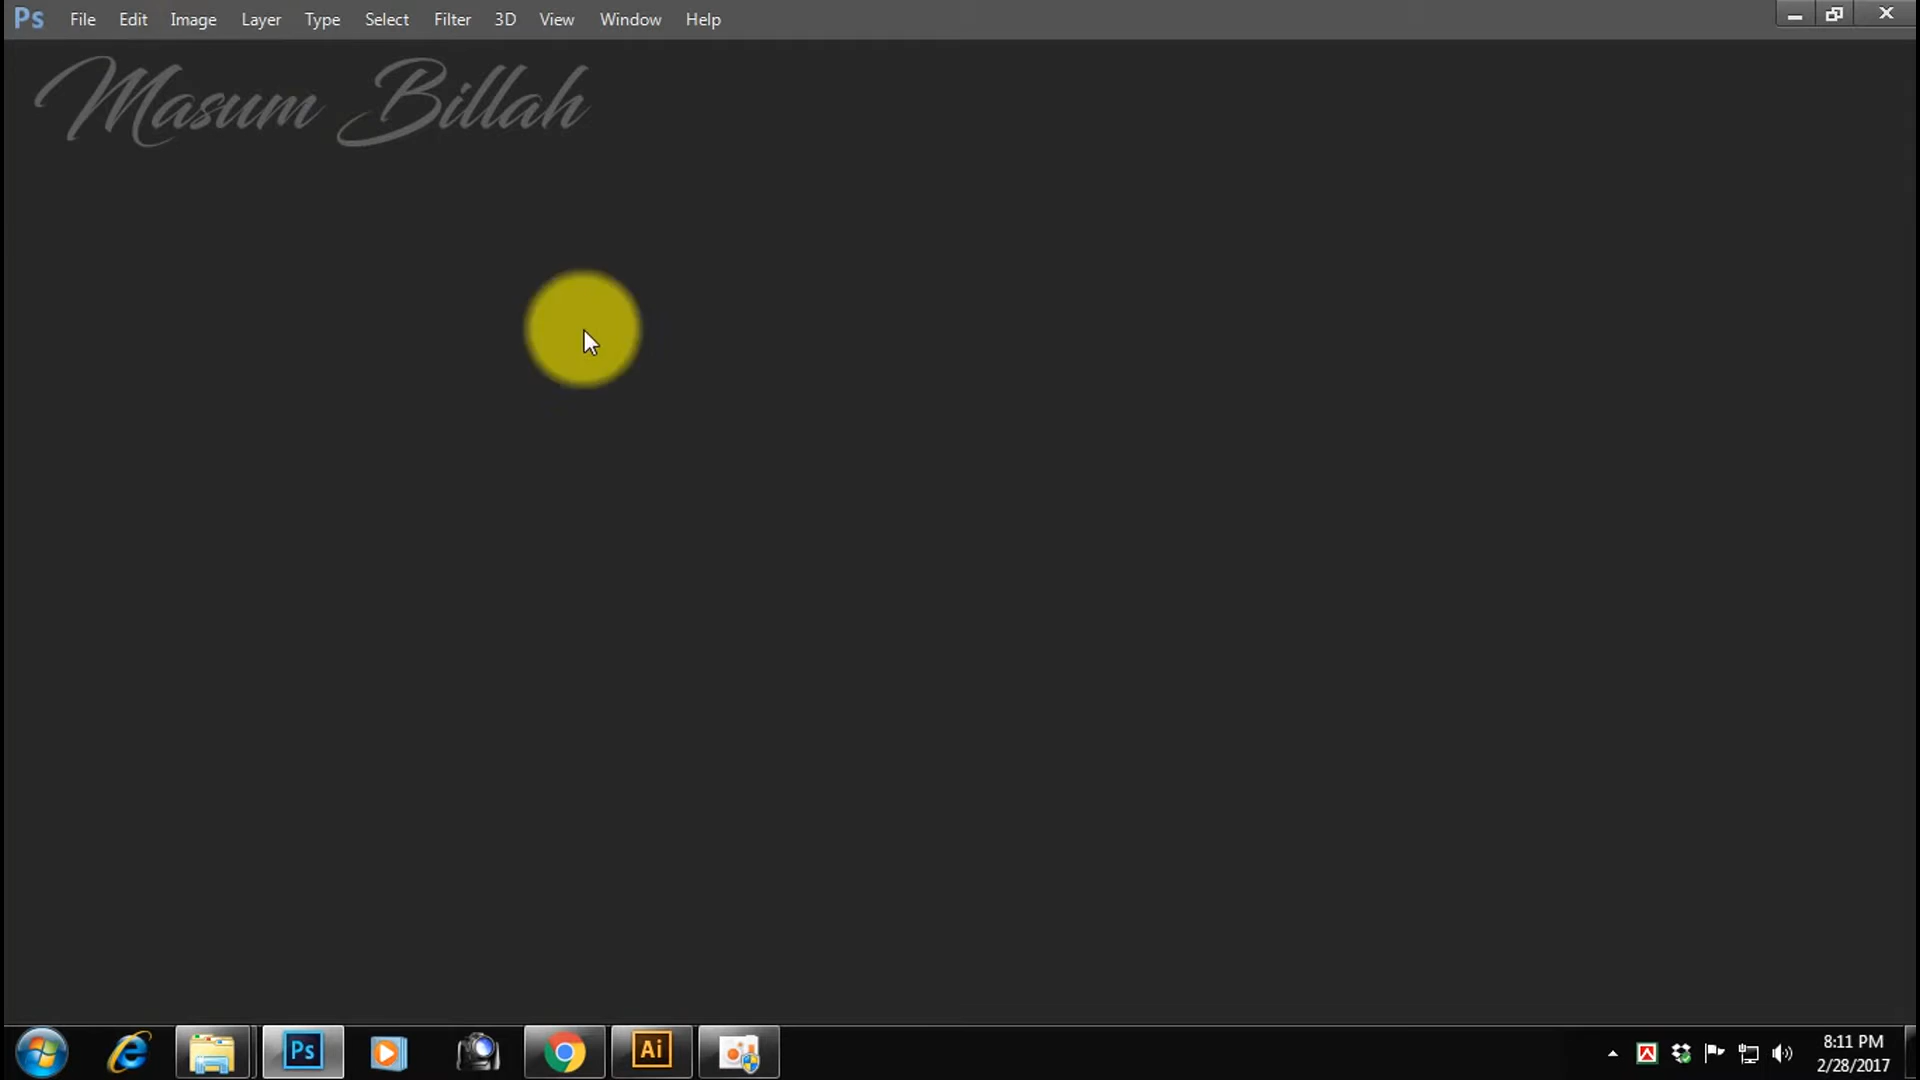 Ps File Edit Image Layer Type Select Filter 3D View Window Help
Masum Billah
Ps Ai 8:11 PM
2/28/2017